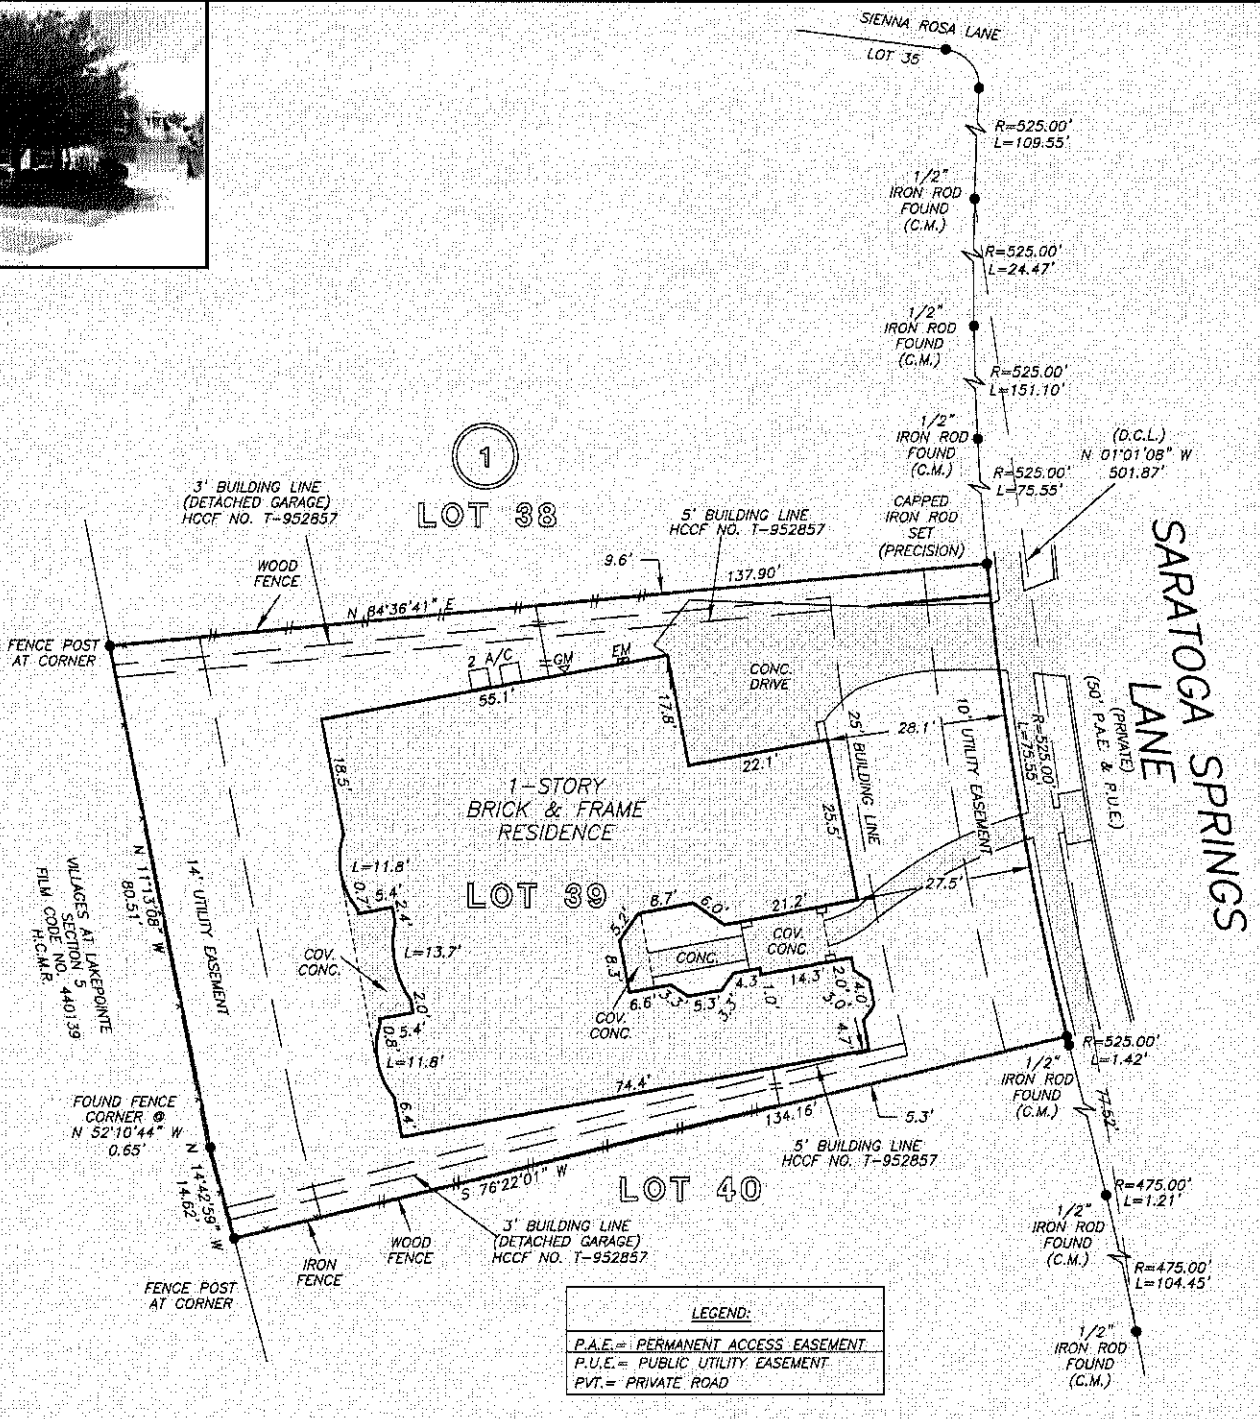 SIENNA ROSA LANE
LOT 35
R=525.00'
L=109.55'
1/2"
IRON ROD
FOUND
(C.M.)
R=525.00'
L=24.47'
1/2"
IRON ROD
FOUND
(C.M.)
R=525.00'
L=151.10'
1/2"
IRON ROD
FOUND
(C.M.)
R=525.00'
L=75.55'
(D.C.L.)
N 01°01'08" W
501.87'
CAPPED
IRON ROD
SET
(PRECISION)
1
LOT 38
3' BUILDING LINE
(DETACHED GARAGE)
HCCF NO. T-952857
5' BUILDING LINE
HCCF NO. T-952857
WOOD
FENCE
9.6'
137.90'
N 84°36'41" E
FENCE POST
AT CORNER
2 A/C
GM
EM
55.1'
17.8'
CONC.
DRIVE
22.1'
28.1'
25' BUILDING LINE
10' UTILITY EASEMENT
R=525.00'
L=75.55'
SARATOGA SPRINGS
LANE
(PRIVATE)
(50' P.A.E. & P.U.E.)
18.5'
1-STORY
BRICK & FRAME
RESIDENCE
25.5'
L=11.8'
0.7'
5.4'
2.4'
LOT 39
27.5'
N 11°13'08" W
80.51'
14' UTILITY EASEMENT
VILLAGES AT LAKEPOINTE
SECTION 5
FILM CODE NO. 440139
H.C.M.R.
L=13.7'
COV.
CONC.
2.0'
5.4'
0.8'
L=11.8'
6.4'
5.2'
8.7'
6.0'
21.2'
8.3'
CONC.
COV.
CONC.
COV.
CONC.
6.6'
3.3'
5.3'
3.3'
4.3'
1.0'
14.3'
2.0'
3.0'
4.0'
4.7'
74.4'
134.16'
5.3'
R=525.00'
L=1.42'
1/2"
IRON ROD
FOUND
(C.M.)
77.52'
FOUND FENCE
CORNER @
N 52°10'44" W
0.65'
N 14°42'59" W
14.62'
S 76°22'01" W
5' BUILDING LINE
HCCF NO. T-952857
LOT 40
R=475.00'
L=1.21'
1/2"
IRON ROD
FOUND
(C.M.)
R=475.00'
L=104.45'
3' BUILDING LINE
(DETACHED GARAGE)
HCCF NO. T-952857
WOOD
FENCE
IRON
FENCE
FENCE POST
AT CORNER
1/2"
IRON ROD
FOUND
(C.M.)
LEGEND:
P.A.E.= PERMANENT ACCESS EASEMENT
P.U.E.= PUBLIC UTILITY EASEMENT
PVT.= PRIVATE ROAD